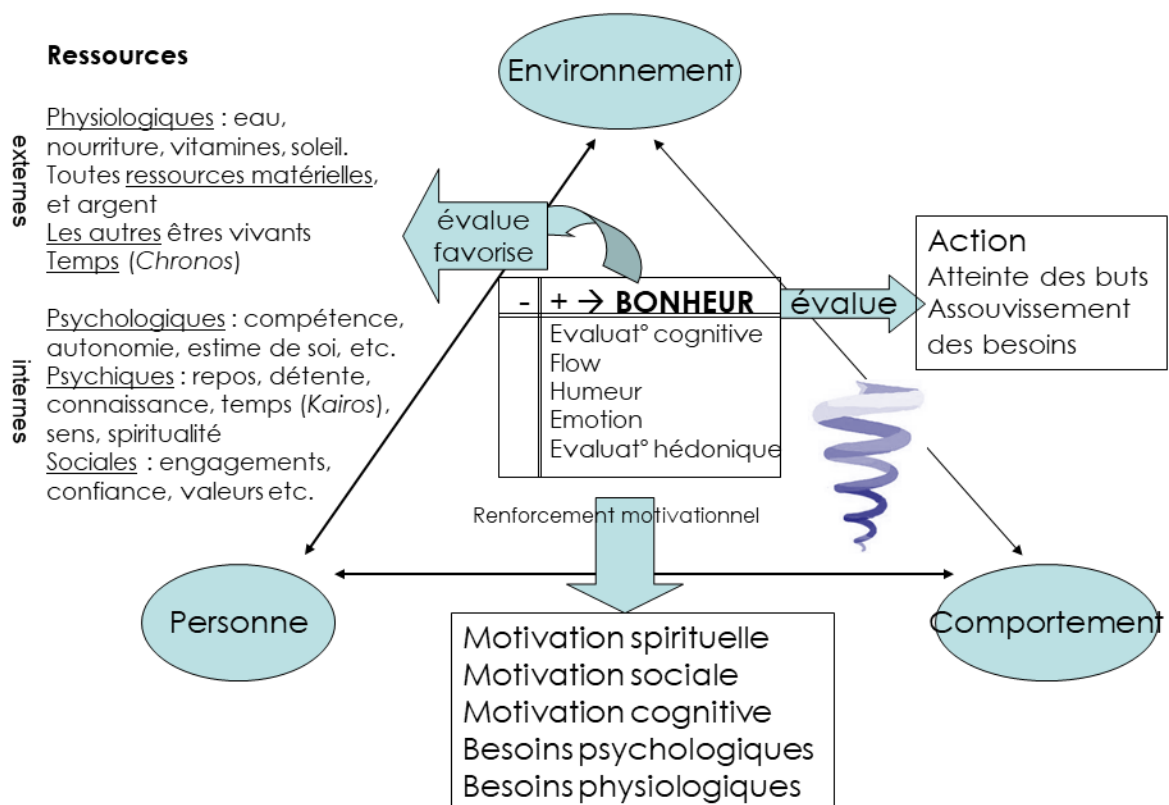 Ressources
externes
Physiologiques : eau,
nourriture, vitamines, soleil.
Toutes ressources matérielles,
et argent
Les autres êtres vivants
Temps (Chronos)
internes
Psychologiques : compétence,
autonomie, estime de soi, etc.
Psychiques : repos, détente,
connaissance, temps (Kairos),
sens, spiritualité
Sociales : engagements,
confiance, valeurs etc.
Environnement
évalue
favorise
- + → BONHEUR
Evaluat° cognitive
Flow
Humeur
Emotion
Evaluat° hédonique
évalue
Action
Atteinte des buts
Assouvissement
des besoins
Renforcement motivationnel
Personne
Comportement
Motivation spirituelle
Motivation sociale
Motivation cognitive
Besoins psychologiques
Besoins physiologiques